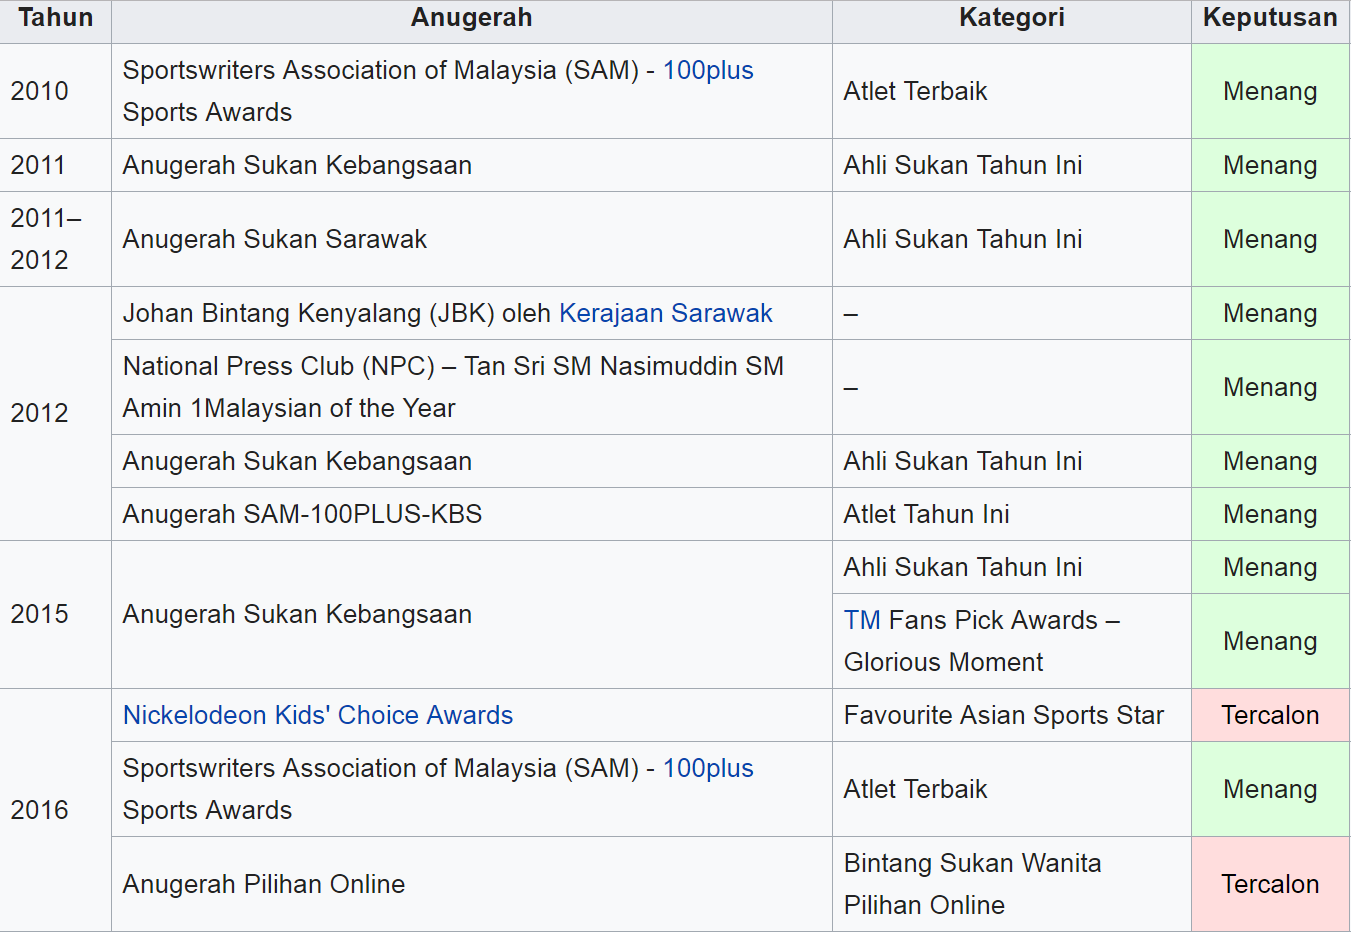 Tahun Anugerah Kategori Keputusan
2010 Sportswriters Association of Malaysia (SAM) - 100plus
Sports Awards Atlet Terbaik Menang
2011 Anugerah Sukan Kebangsaan Ahli Sukan Tahun Ini Menang
2011–
2012 Anugerah Sukan Sarawak Ahli Sukan Tahun Ini Menang
2012 Johan Bintang Kenyalang (JBK) oleh Kerajaan Sarawak – Menang
National Press Club (NPC) – Tan Sri SM Nasimuddin SM
Amin 1Malaysian of the Year – Menang
Anugerah Sukan Kebangsaan Ahli Sukan Tahun Ini Menang
Anugerah SAM-100PLUS-KBS Atlet Tahun Ini Menang
2015 Anugerah Sukan Kebangsaan Ahli Sukan Tahun Ini Menang
TM Fans Pick Awards –
Glorious Moment Menang
2016 Nickelodeon Kids' Choice Awards Favourite Asian Sports Star Tercalon
Sportswriters Association of Malaysia (SAM) - 100plus
Sports Awards Atlet Terbaik Menang
Anugerah Pilihan Online Bintang Sukan Wanita
Pilihan Online Tercalon